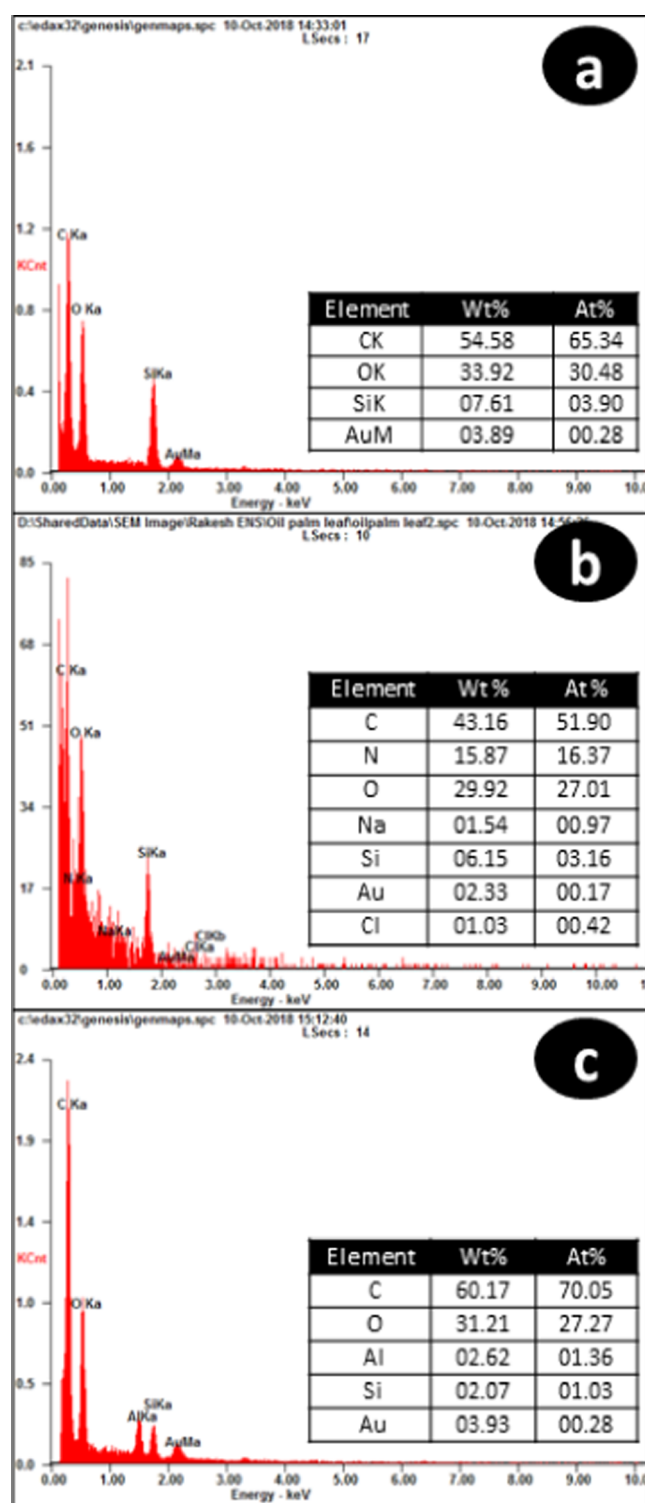 c:\edax32\genesis\genmaps.spc 10-Oct-2018 14:33:01
LSecs : 17
a
2.1
1.6
1.2
C Ka
KCnt
O Ka
0.8
Element Wt% At%
CK 54.58 65.34
OK 33.92 30.48
SiK 07.61 03.90
AuM 03.89 00.28
SiKa
0.4
AuMa
0.0
0.00 1.00 2.00 3.00 4.00 5.00 6.00 7.00 8.00 9.00 10.0
Energy - keV
D:\SharedData\SEM Image\Rakesh ENS\Oil palm leaf\oilpalm leaf2.spc 10-Oct-2018
LSecs : 10
b
85
68
C Ka
51
O Ka
34
Element Wt% At%
C 43.16 51.90
N 15.87 16.37
O 29.92 27.01
Na 01.54 00.97
Si 06.15 03.16
Au 02.33 00.17
Cl 01.03 00.42
SiKa
17
N Ka
NaKa
ClKb
ClKa
AuMa
0
0.00 1.00 2.00 3.00 4.00 5.00 6.00 7.00 8.00 9.00 10.00
Energy - keV
c:\edax32\genesis\genmaps.spc 10-Oct-2018 15:12:40
LSecs : 14
c
2.4
C Ka
1.9
1.4
KCnt
1.0
O Ka
Element Wt% At%
C 60.17 70.05
O 31.21 27.27
Al 02.62 01.36
Si 02.07 01.03
Au 03.93 00.28
0.5
SiKa
AlKa
AuMa
0.0
0.00 1.00 2.00 3.00 4.00 5.00 6.00 7.00 8.00 9.00 10.0
Energy - keV